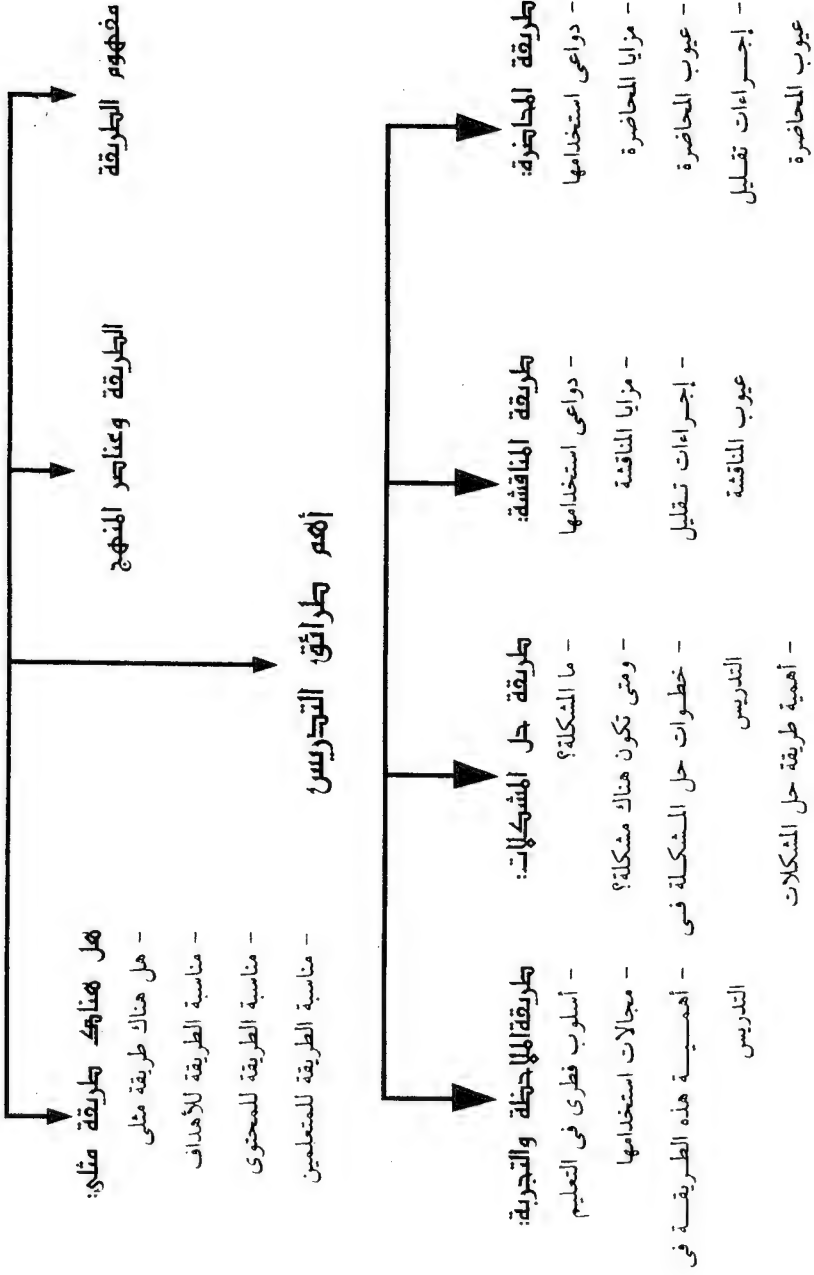 مفهوم الطريقة
الطريقة وعناصر المنهج
أهم طرائق التدريس
هل هناك طريقة مثلى:
- هل هناك طريقة مثلى
- مناسبة الطريقة للأهداف
- مناسبة الطريقة للمحتوى
- مناسبة الطريقة للمتعلمين
طريقة المحاضرة:
- دواعى استخدامها
- مزايا المحاضرة
- عيوب المحاضرة
- إجراءات تقليل
عيوب المحاضرة
طريقة المناقشة:
- دواعى استخدامها
- مزايا المناقشة
- إجراءات تقليل
عيوب المناقشة
طريقة حل المشكلات:
- ما المشكلة؟
- ومتى تكون هناك مشكلة؟
- خطوات حل المشكلة فى
التدريس
- أهمية طريقة حل المشكلات
طريقة الملاحظة والتجربة:
- أسلوب فطرى فى التعليم
- مجالات استخدامها
- أهمية هذه الطريقة فى
التدريس